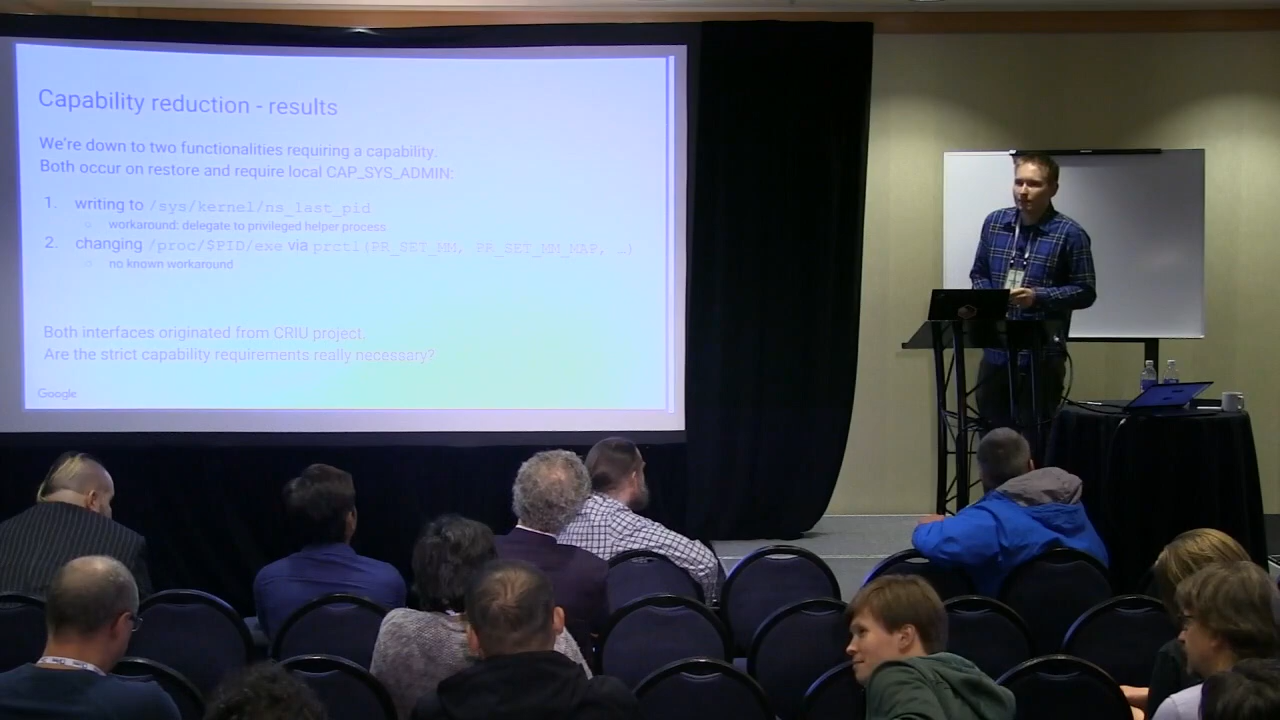 Capability reduction - results
We're down to two functionalities requiring a capability.
Both occur on restore and require local CAP_SYS_ADMIN:
1. writing to /sys/kernel/ns_last_pid
○ workaround: delegate to privileged helper process
2. changing /proc/$PID/exe via prctl(PR_SET_MM, PR_SET_MM_MAP, …)
○ no known workaround
Both interfaces originated from CRIU project.
Are the strict capability requirements really necessary?
Google